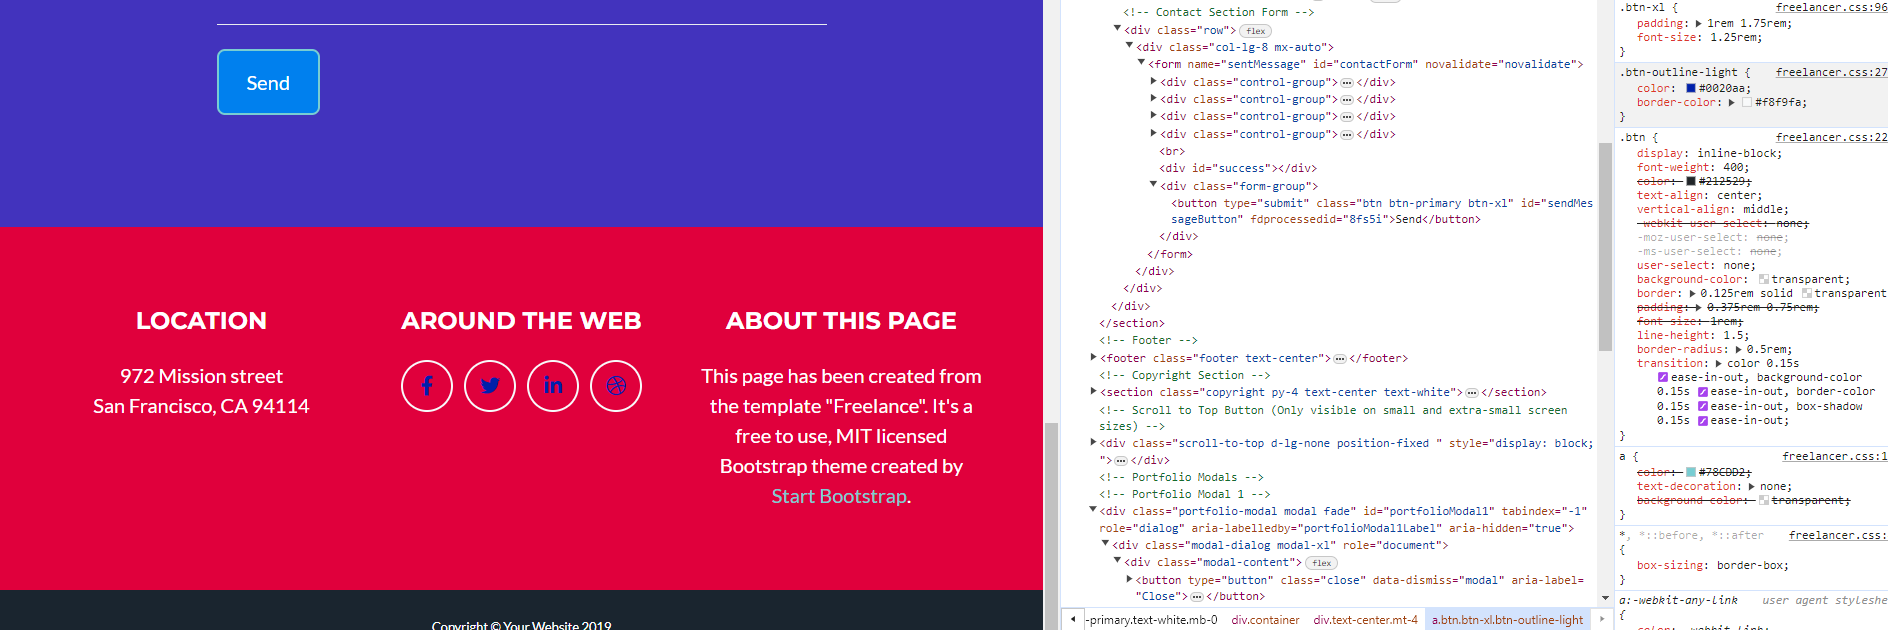 Send
LOCATION
972 Mission street
San Francisco, CA 94114
AROUND THE WEB
ABOUT THIS PAGE
This page has been created from
the template "Freelance". It's a
free to use, MIT licensed
Bootstrap theme created by
Start Bootstrap.
Copyright © Your Website 2019
<!-- Contact Section Form -->
<div class="row"> flex
<div class="col-lg-8 mx-auto">
<form name="sentMessage" id="contactForm" novalidate="novalidate">
<div class="control-group"> … </div>
<div class="control-group"> … </div>
<div class="control-group"> … </div>
<div class="control-group"> … </div>
<br>
<div id="success"></div>
<div class="form-group">
<button type="submit" class="btn btn-primary btn-xl" id="sendMes
sageButton" fdprocessedid="8fs5i">Send</button>
</div>
</form>
</div>
</div>
</div>
</section>
<!-- Footer -->
<footer class="footer text-center"> … </footer>
<!-- Copyright Section -->
<section class="copyright py-4 text-center text-white"> … </section>
<!-- Scroll to Top Button (Only visible on small and extra-small screen
sizes) -->
<div class="scroll-to-top d-lg-none position-fixed " style="display: block;
"> … </div>
<!-- Portfolio Modals -->
<!-- Portfolio Modal 1 -->
<div class="portfolio-modal modal fade" id="portfolioModal1" tabindex="-1"
role="dialog" aria-labelledby="portfolioModal1Label" aria-hidden="true">
<div class="modal-dialog modal-xl" role="document">
<div class="modal-content"> flex
<button type="button" class="close" data-dismiss="modal" aria-label=
"Close"> … </button>
-primary.text-white.mb-0 div.container div.text-center.mt-4 a.btn.btn-xl.btn-outline-light
.btn-xl { freelancer.css:96
padding: 1rem 1.75rem;
font-size: 1.25rem;
}
.btn-outline-light { freelancer.css:27
color: #0020aa;
border-color: #f8f9fa;
}
.btn { freelancer.css:22
display: inline-block;
font-weight: 400;
color: #212529;
text-align: center;
vertical-align: middle;
-webkit-user-select: none;
-moz-user-select: none;
-ms-user-select: none;
user-select: none;
background-color: transparent;
border: 0.125rem solid transparent
padding: 0.375rem 0.75rem;
font-size: 1rem;
line-height: 1.5;
border-radius: 0.5rem;
transition: color 0.15s
ease-in-out, background-color
0.15s ease-in-out, border-color
0.15s ease-in-out, box-shadow
0.15s ease-in-out;
}
a { freelancer.css:1
color: #78CDD2;
text-decoration: none;
background-color: transparent;
}
*, *::before, *::after freelancer.css:
{
box-sizing: border-box;
}
a:-webkit-any-link user agent styleshe
{
color: -webkit-link;